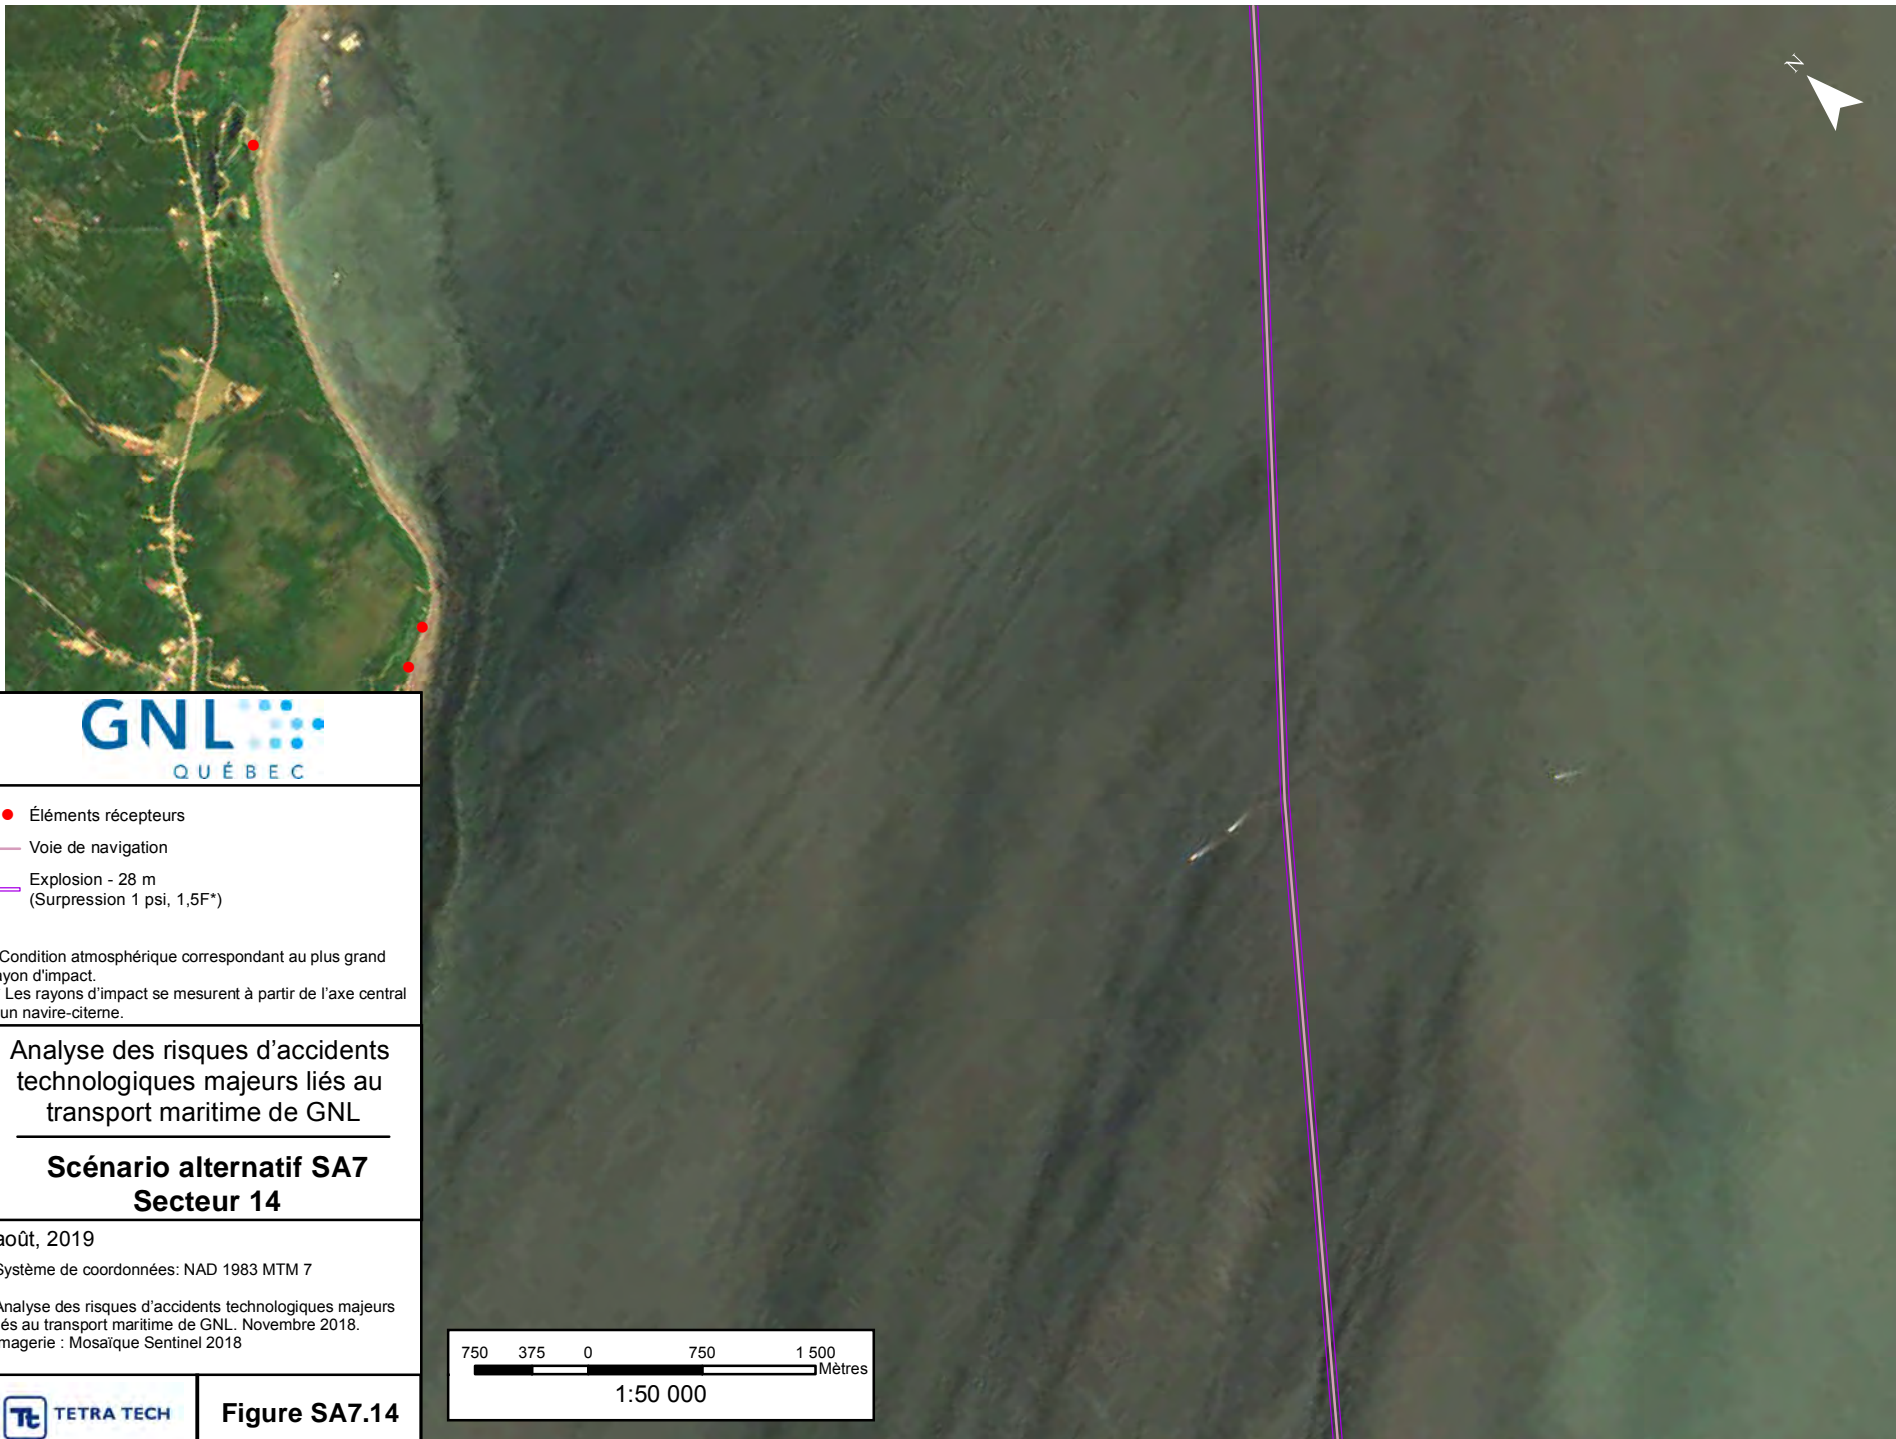 N
GNL
QUÉBEC
Éléments récepteurs
Voie de navigation
Explosion - 28 m
(Surpression 1 psi, 1,5F*)
Condition atmosphérique correspondant au plus grand
ayon d'impact.
Les rayons d’impact se mesurent à partir de l’axe central
un navire-citerne.
Analyse des risques d’accidents
technologiques majeurs liés au
transport maritime de GNL
Scénario alternatif SA7
Secteur 14
août, 2019
Système de coordonnées: NAD 1983 MTM 7
Analyse des risques d’accidents technologiques majeurs
iés au transport maritime de GNL. Novembre 2018.
magerie : Mosaïque Sentinel 2018
Tt TETRA TECH
Figure SA7.14
750 375 0 750 1 500
Mètres
1:50 000